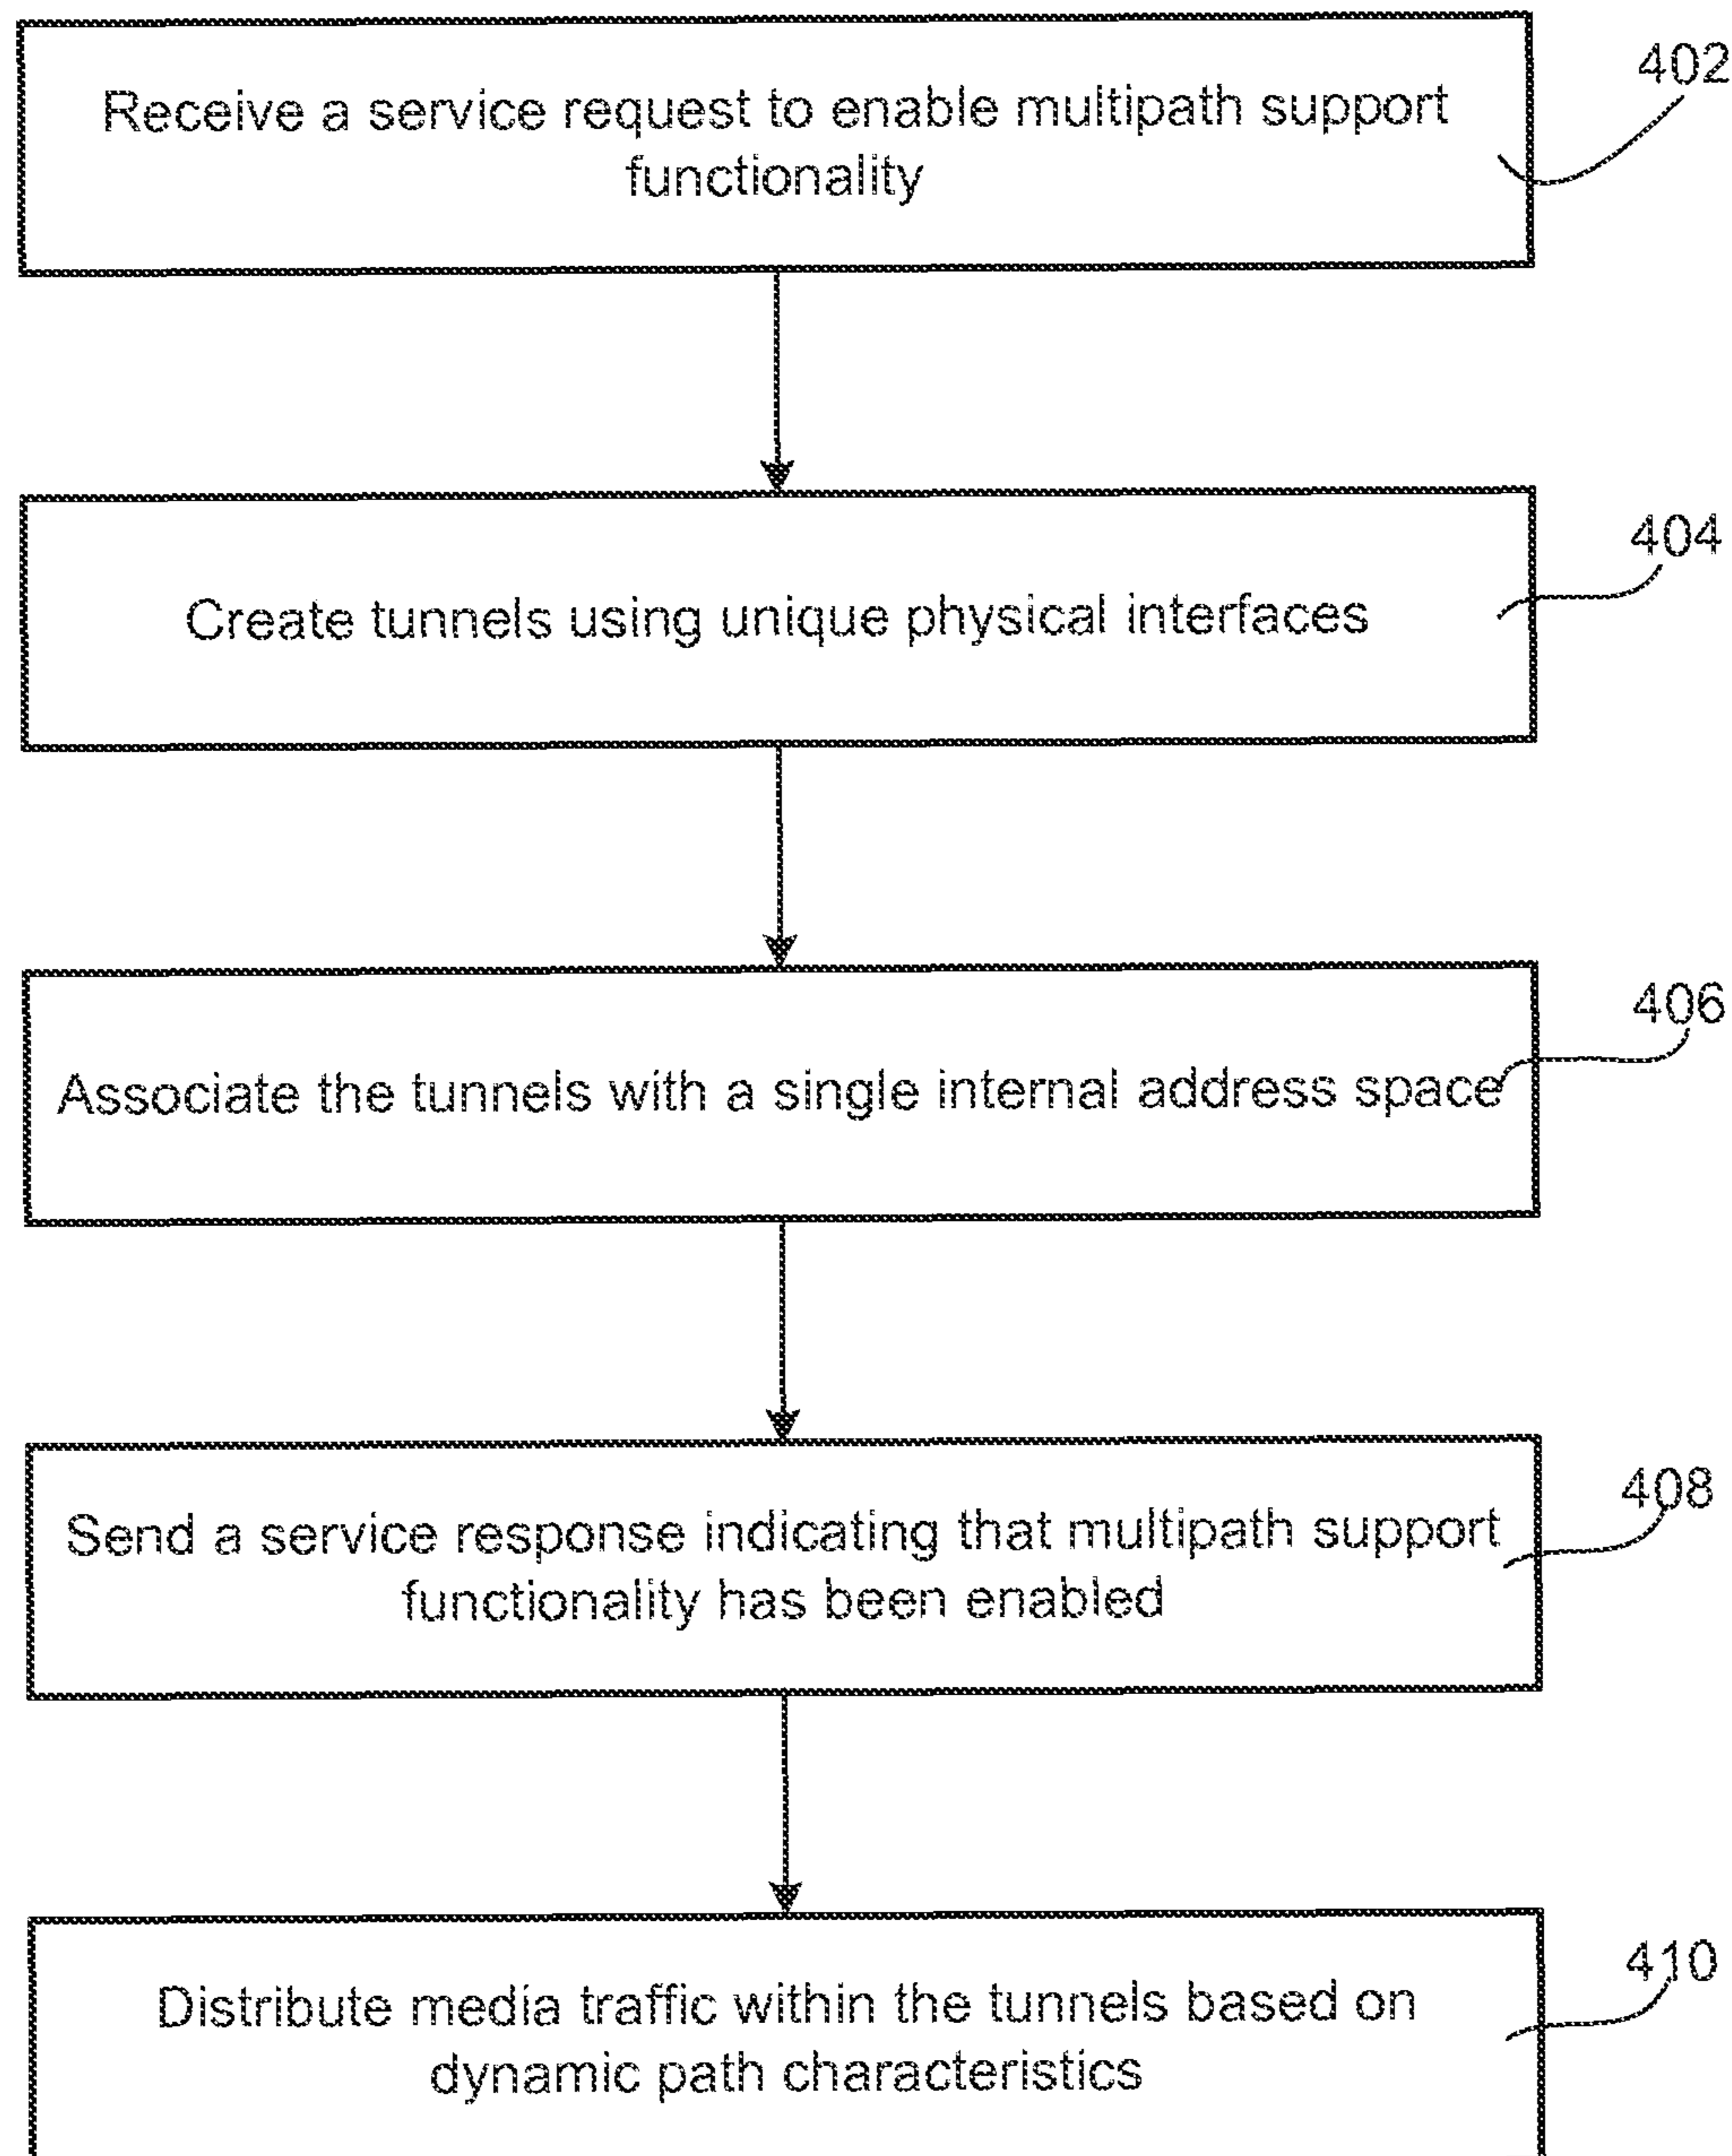 402
Receive a service request to enable multipath support
functionality
404
Create tunnels using unique physical interfaces
406
Associate the tunnels with a single internal address space
408
Send a service response indicating that multipath support
functionality has been enabled
410
Distribute media traffic within the tunnels based on
dynamic path characteristics